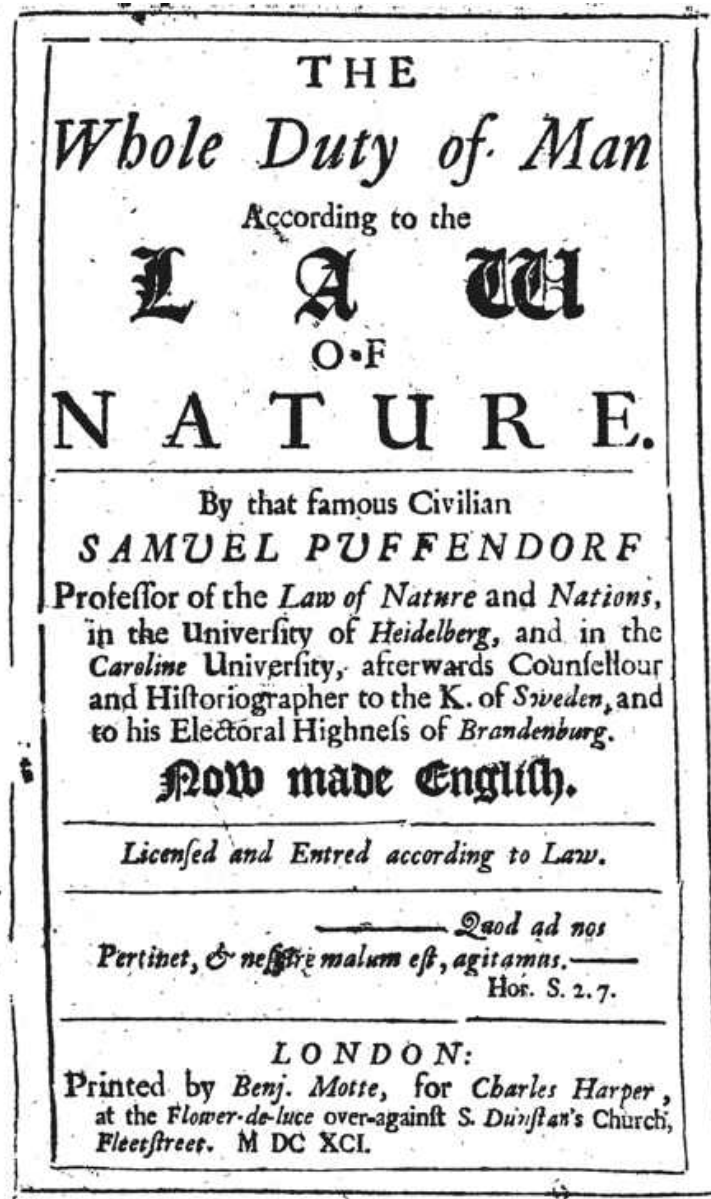 THE
Whole Duty of Man
According to the
LAW
OF
NATURE.
By that famous Civilian
SAMUEL PUFFENDORF
Profeſſor of the Law of Nature and Nations,
in the Univerſity of Heidelberg, and in the
Caroline Univerſity, afterwards Counſellour
and Hiſtoriographer to the K. of Sweden, and
to his Electoral Highneſs of Brandenburg.
Now made Engliſh.
Licenſed and Entred according to Law.
——— Quod ad nos
Pertinet, & neſcire malum eſt, agitamus.———
Hor. S. 2. 7.
LONDON:
Printed by Benj. Motte, for Charles Harper,
at the Flower-de-luce over-againſt S. Dunſtan's Church,
Fleetſtreet. M DC XCI.